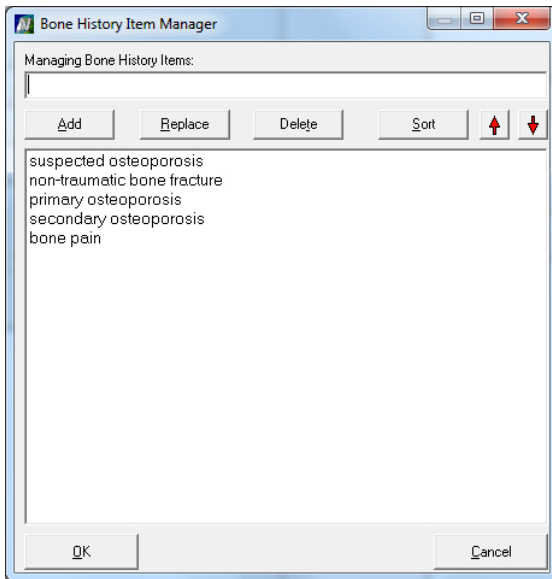 Bone History Item Manager
Managing Bone History Items:
Add Replace Delete Sort
suspected osteoporosis
non-traumatic bone fracture
primary osteoporosis
secondary osteoporosis
bone pain
OK Cancel